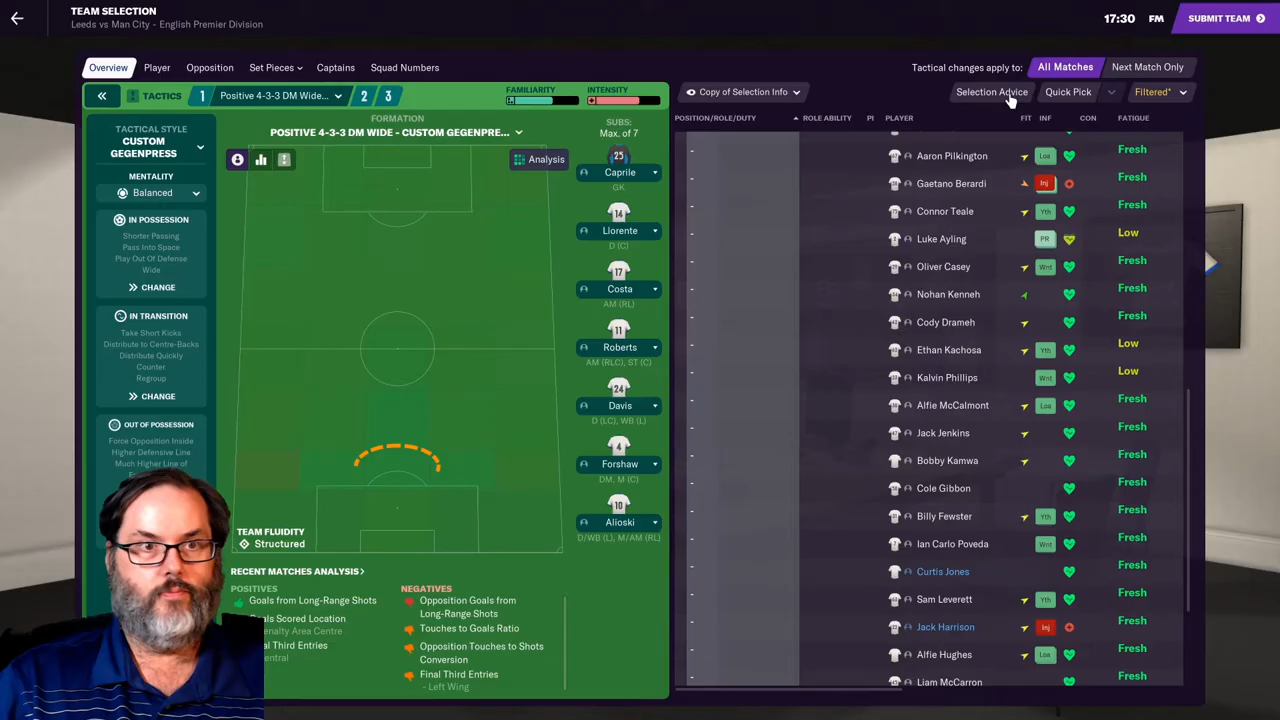 TEAM SELECTION
Leeds vs Man City - English Premier Division
17:30 FM SUBMIT TEAM
Overview Player Opposition Set Pieces Captains Squad Numbers
Tactical changes apply to: All Matches Next Match Only
TACTICS 1 Positive 4-3-3 DM Wide... 2 3
FAMILIARITY INTENSITY
TACTICAL STYLE
CUSTOM
GEGENPRESS
MENTALITY
Balanced
IN POSSESSION
Shorter Passing
Pass Into Space
Play Out Of Defense
Wide
CHANGE
IN TRANSITION
Take Short Kicks
Distribute to Centre-Backs
Distribute Quickly
Counter
Regroup
CHANGE
OUT OF POSSESSION
Force Opposition Inside
Higher Defensive Line
Much Higher Line of
FORMATION
POSITIVE 4-3-3 DM WIDE - CUSTOM GEGENPRE...
Analysis
TEAM FLUIDITY
Structured
RECENT MATCHES ANALYSIS
POSITIVES
Goals from Long-Range Shots
Goals Scored Location
Penalty Area Centre
Final Third Entries
Central
NEGATIVES
Opposition Goals from
Long-Range Shots
Touches to Goals Ratio
Opposition Touches to Shots
Conversion
Final Third Entries
- Left Wing
SUBS:
Max. of 7
25
Caprile
GK
14
Llorente
D (C)
17
Costa
AM (RL)
11
Roberts
AM (RLC), ST (C)
24
Davis
D (LC), WB (L)
4
Forshaw
DM, M (C)
10
Alioski
D/WB (L), M/AM (RL)
Copy of Selection Info Selection Advice Quick Pick Filtered*
POSITION/ROLE/DUTY ROLE ABILITY PI PLAYER FIT INF CON FATIGUE
- Aaron Pilkington Loa Fresh
- Gaetano Berardi Inj Fresh
- Connor Teale Yth Fresh
- Luke Ayling PR Low
- Oliver Casey Wnt Fresh
- Nohan Kenneh Fresh
- Cody Drameh Fresh
- Ethan Kachosa Yth Low
- Kalvin Phillips Wnt Low
- Alfie McCalmont Loa Fresh
- Jack Jenkins Fresh
- Bobby Kamwa Fresh
- Cole Gibbon Fresh
- Billy Fewster Yth Fresh
- Ian Carlo Poveda Wnt Fresh
- Curtis Jones Fresh
- Sam Leverett Yth Fresh
- Jack Harrison Inj Fresh
- Alfie Hughes Loa Fresh
- Liam McCarron Fresh